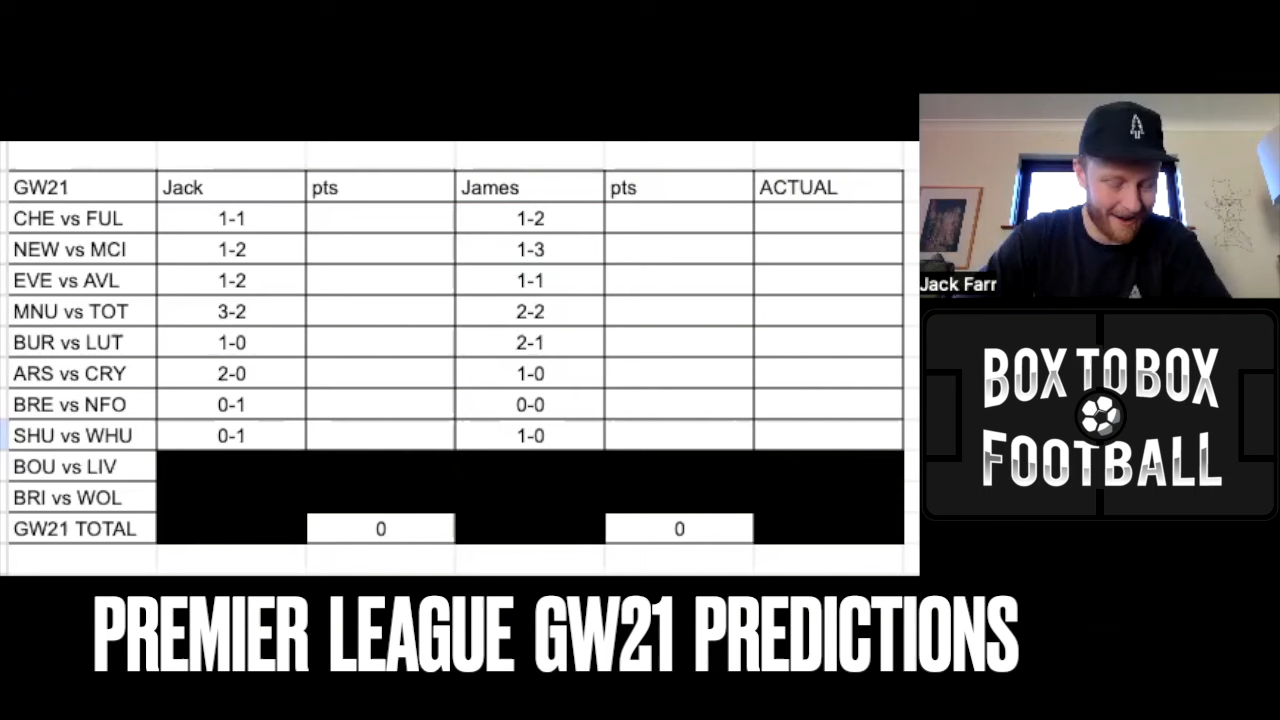 GW21 Jack pts James pts ACTUAL
CHE vs FUL 1-1 1-2
NEW vs MCI 1-2 1-3
EVE vs AVL 1-2 1-1
MNU vs TOT 3-2 2-2
BUR vs LUT 1-0 2-1
ARS vs CRY 2-0 1-0
BRE vs NFO 0-1 0-0
SHU vs WHU 0-1 1-0
BOU vs LIV
BRI vs WOL
GW21 TOTAL 0 0
Jack Farr
BOX TO BOX
FOOTBALL
PREMIER LEAGUE GW21 PREDICTIONS